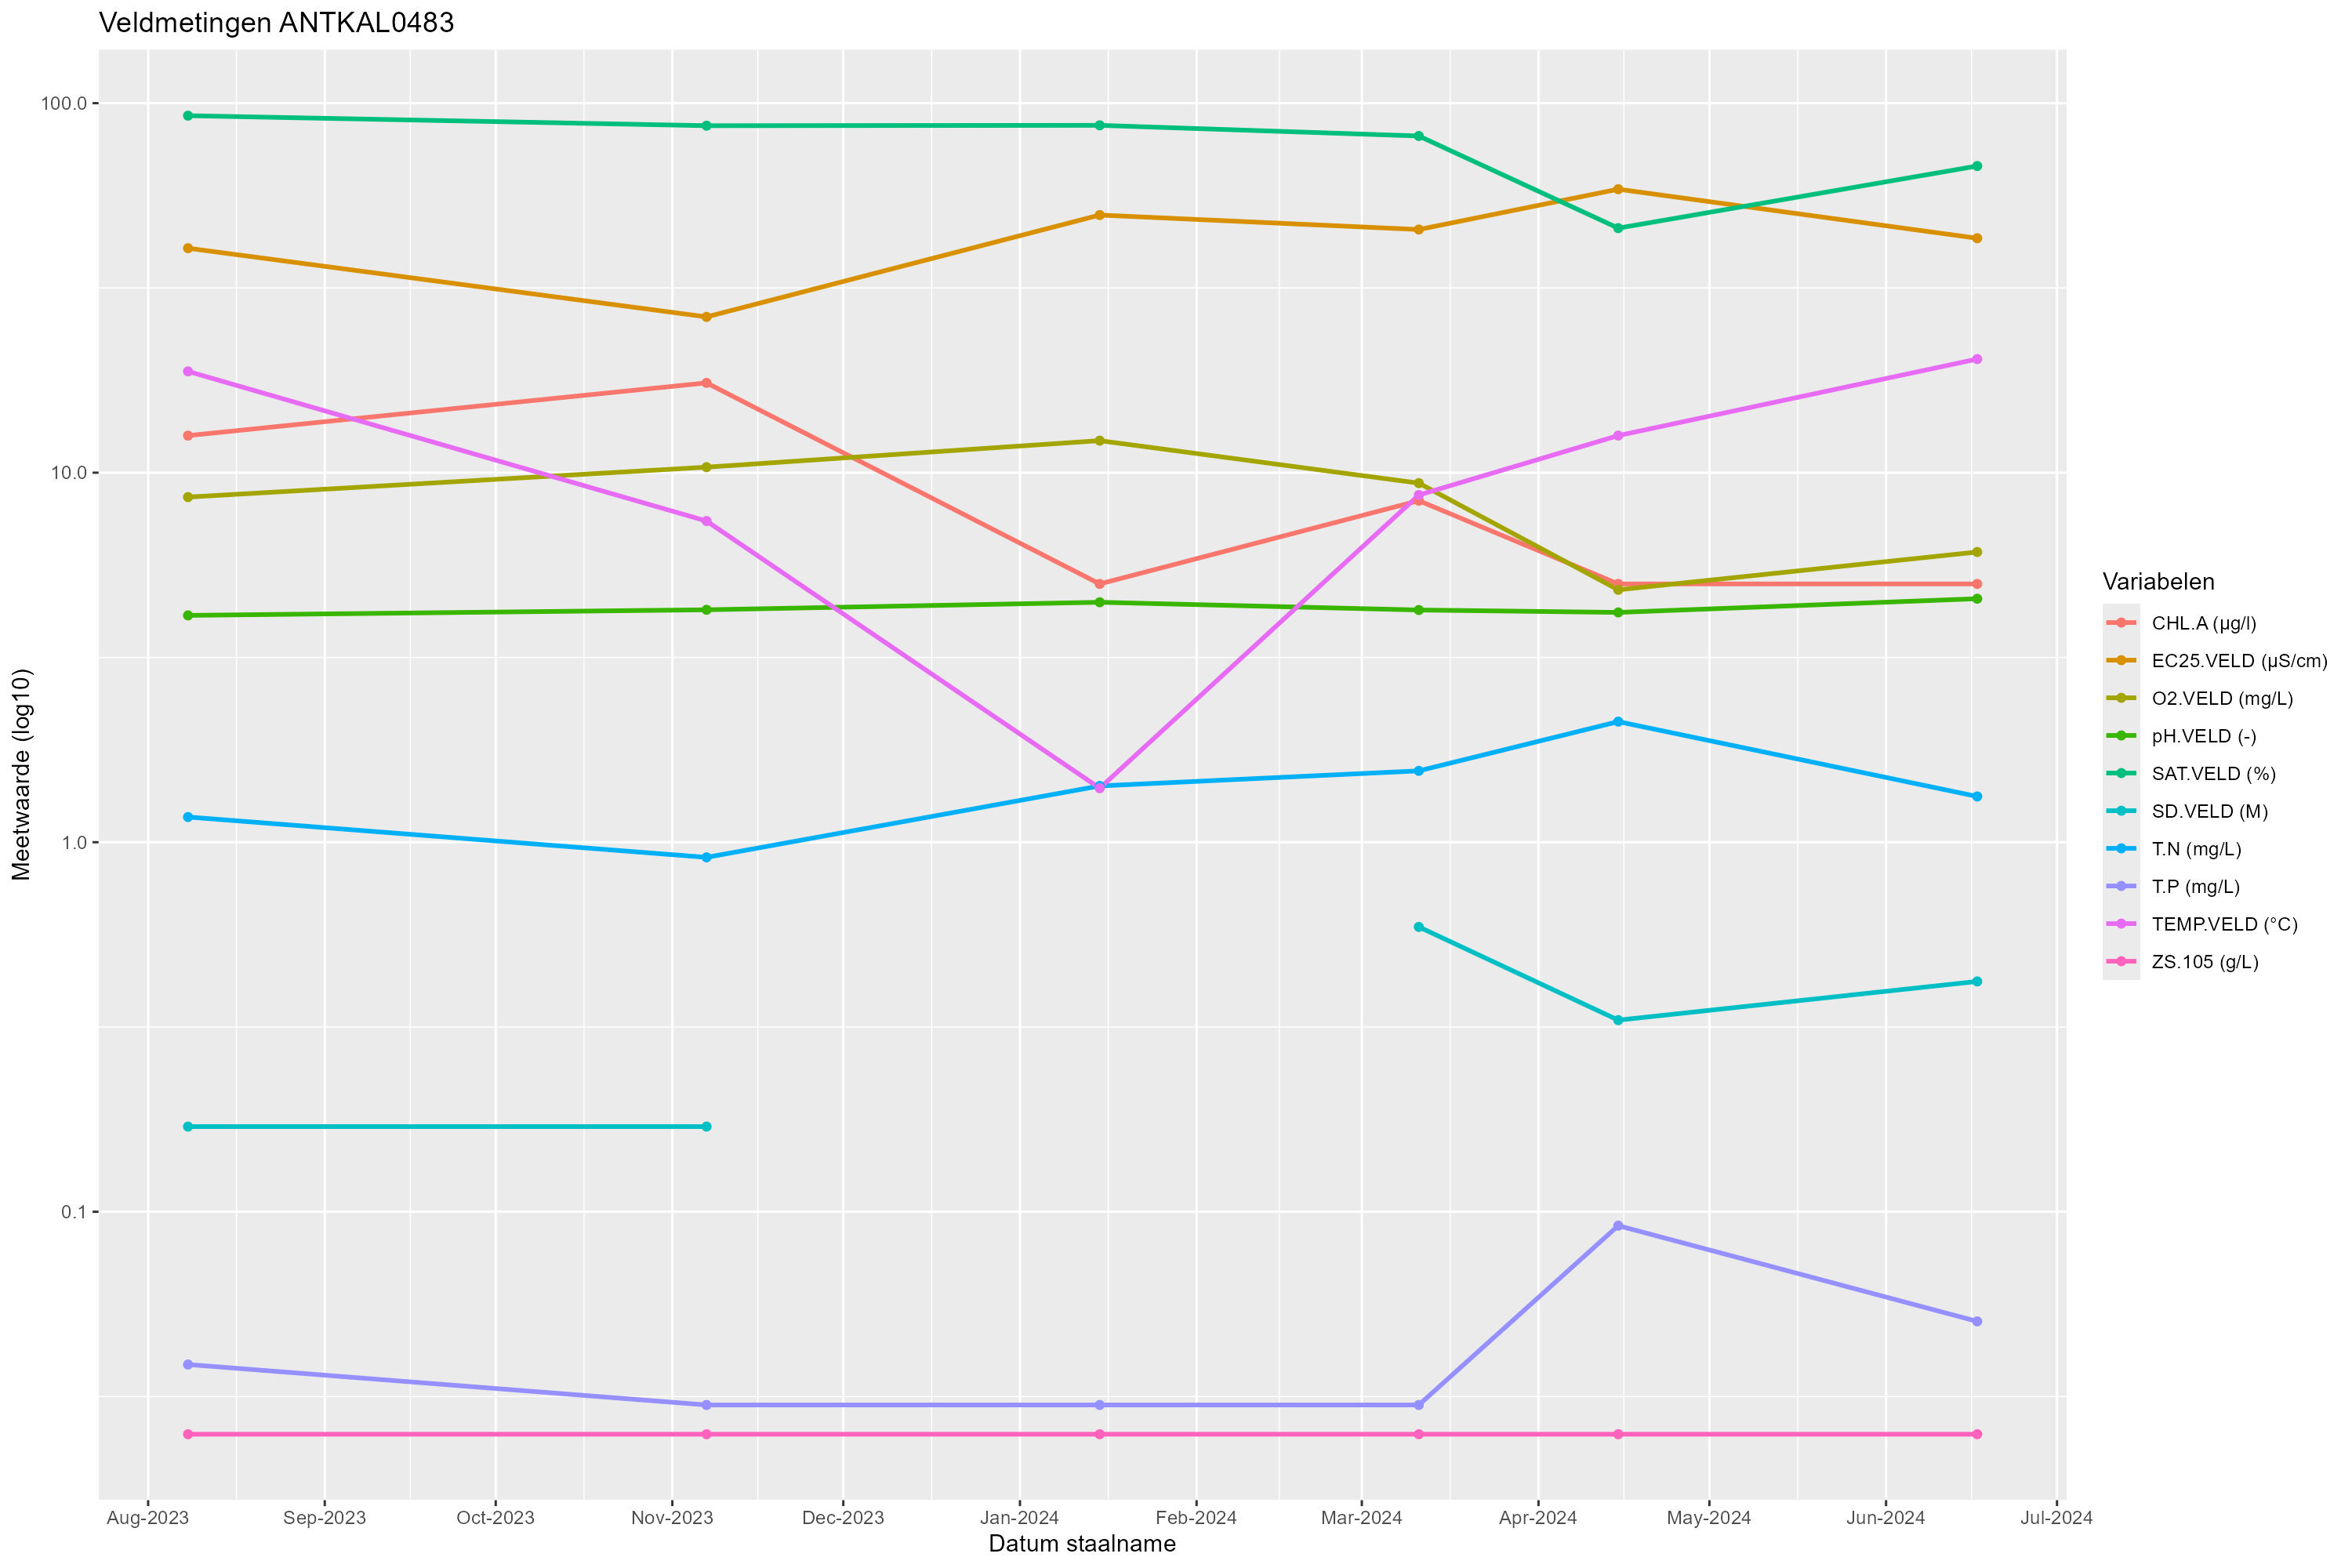 Veldmetingen ANTKAL0483
100.0
10.0
1.0
0.1
Meetwaarde (log10)
Aug-2023
Sep-2023
Oct-2023
Nov-2023
Dec-2023
Jan-2024
Feb-2024
Mar-2024
Apr-2024
May-2024
Jun-2024
Jul-2024
Datum staalname
Variabelen
CHL.A (µg/l)
EC25.VELD (µS/cm)
O2.VELD (mg/L)
pH.VELD (-)
SAT.VELD (%)
SD.VELD (M)
T.N (mg/L)
T.P (mg/L)
TEMP.VELD (°C)
ZS.105 (g/L)